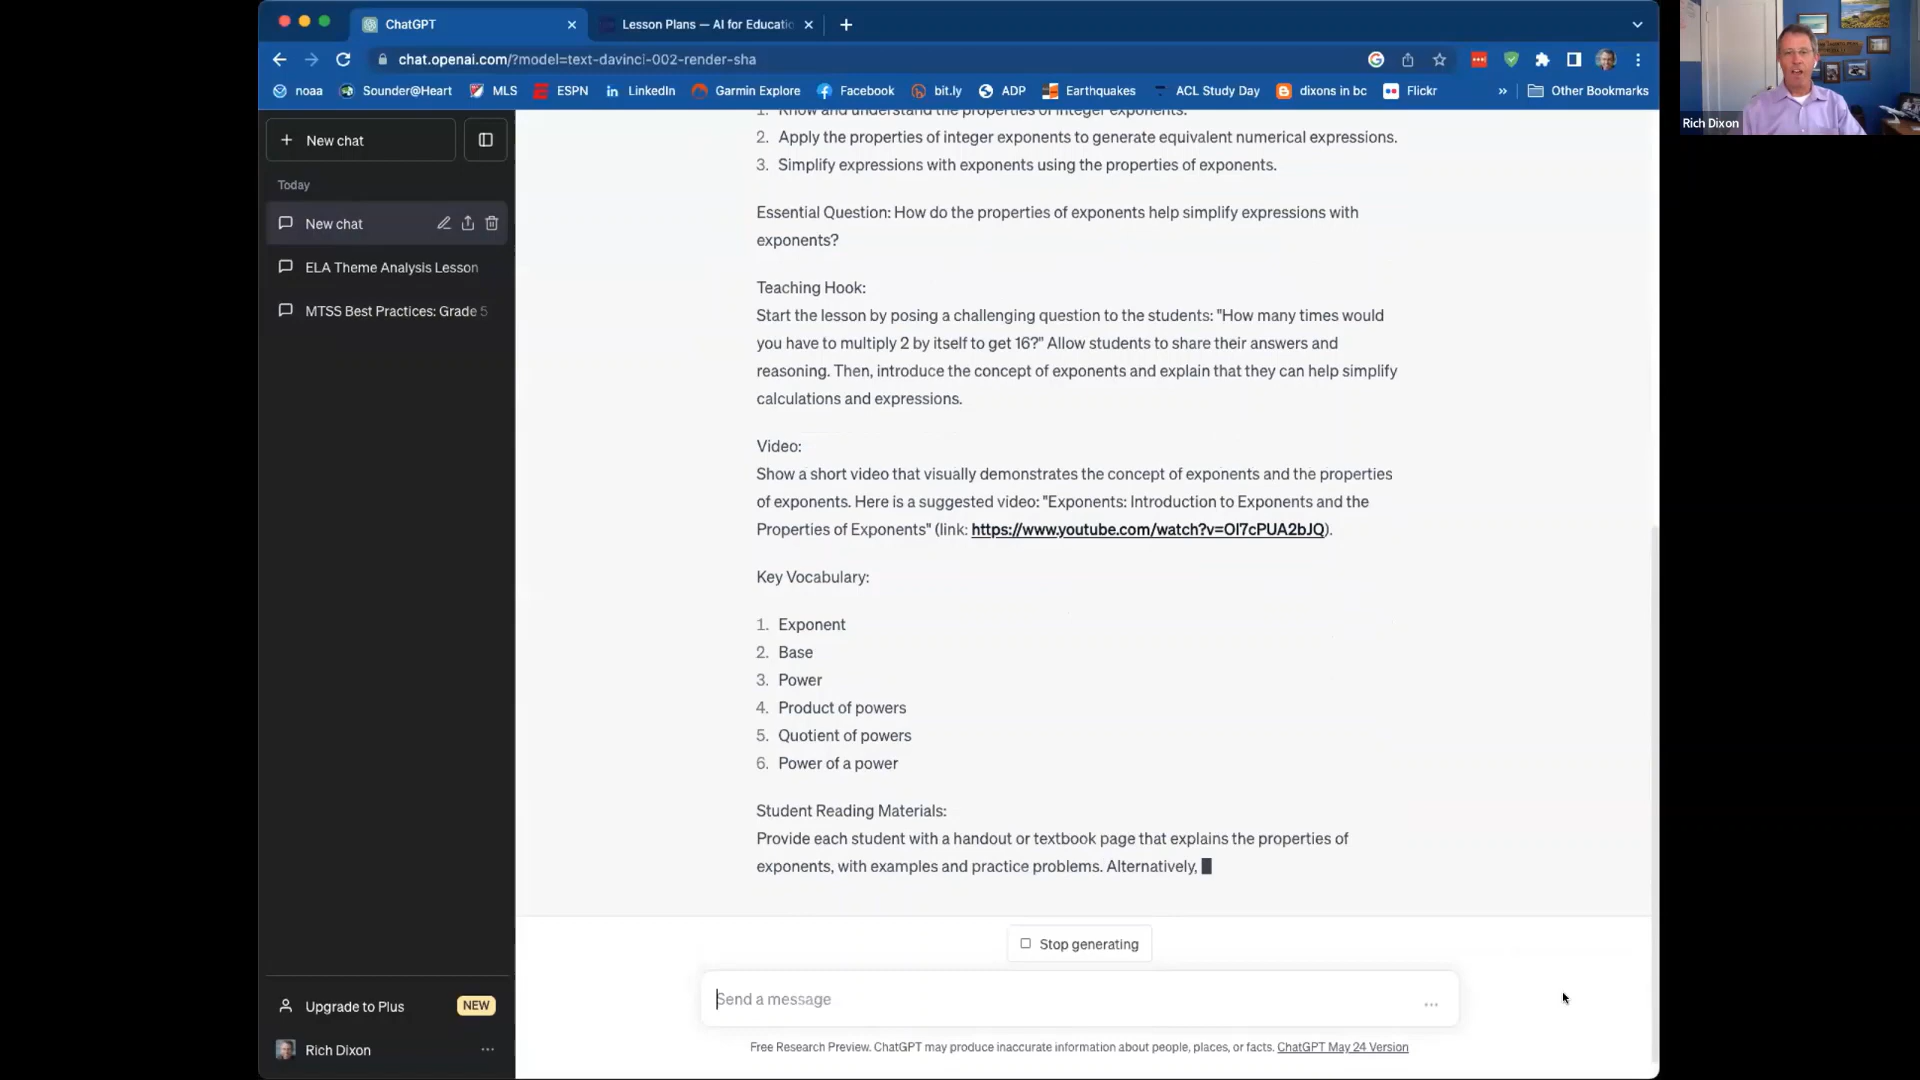 ChatGPT
Lesson Plans — AI for Educatio
chat.openai.com/?model=text-davinci-002-render-sha
noaa
Sounder@Heart
MLS
ESPN
LinkedIn
Garmin Explore
Facebook
bit.ly
ADP
Earthquakes
ACL Study Day
dixons in bc
Flickr
»
Other Bookmarks
Rich Dixon
New chat
Today
New chat
ELA Theme Analysis Lesson
MTSS Best Practices: Grade 5
1. Know and understand the properties of integer exponents.
2. Apply the properties of integer exponents to generate equivalent numerical expressions.
3. Simplify expressions with exponents using the properties of exponents.
Essential Question: How do the properties of exponents help simplify expressions with
exponents?
Teaching Hook:
Start the lesson by posing a challenging question to the students: "How many times would
you have to multiply 2 by itself to get 16?" Allow students to share their answers and
reasoning. Then, introduce the concept of exponents and explain that they can help simplify
calculations and expressions.
Video:
Show a short video that visually demonstrates the concept of exponents and the properties
of exponents. Here is a suggested video: "Exponents: Introduction to Exponents and the
Properties of Exponents" (link: https://www.youtube.com/watch?v=OI7cPUA2bJQ).
Key Vocabulary:
1. Exponent
2. Base
3. Power
4. Product of powers
5. Quotient of powers
6. Power of a power
Student Reading Materials:
Provide each student with a handout or textbook page that explains the properties of
exponents, with examples and practice problems. Alternatively,
Stop generating
Send a message
...
Free Research Preview. ChatGPT may produce inaccurate information about people, places, or facts. ChatGPT May 24 Version
Upgrade to Plus
NEW
Rich Dixon
...